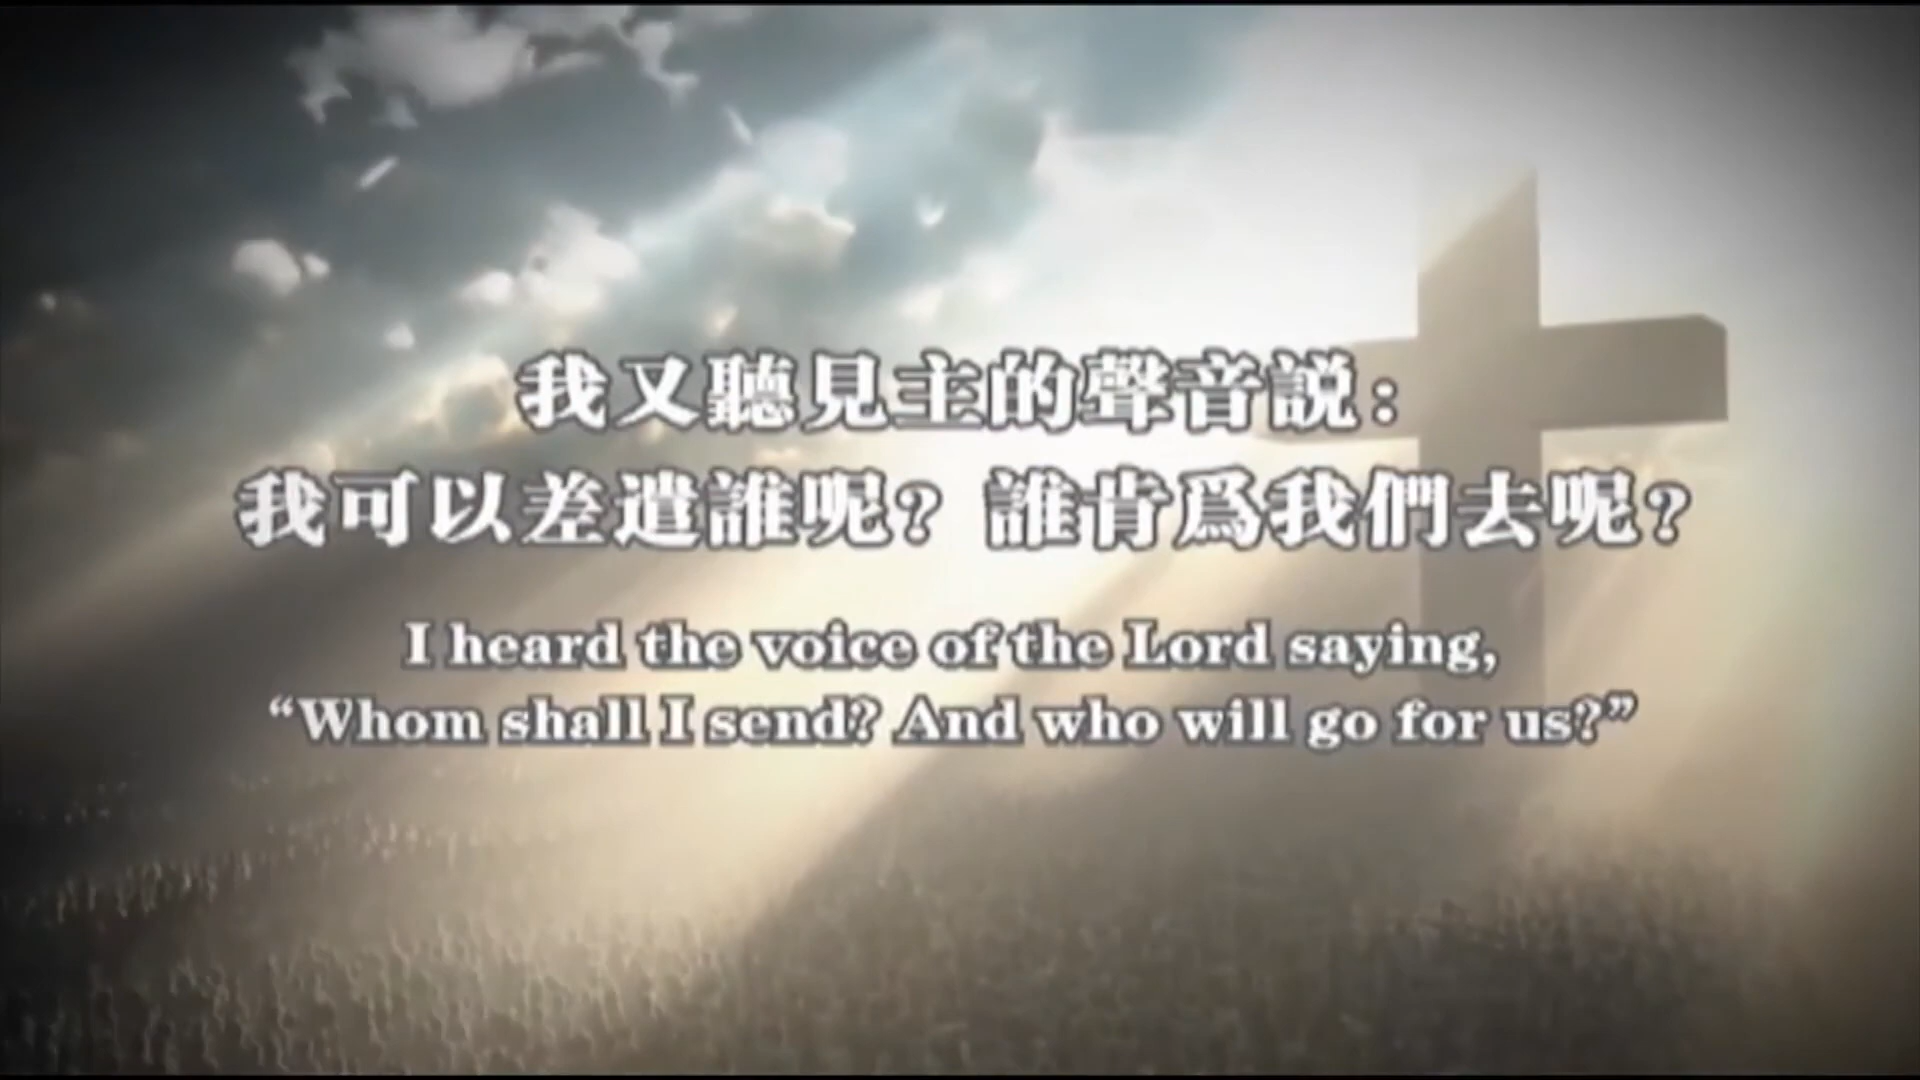 我又聽見主的聲音説：
我可以差遣誰呢？誰肯爲我們去呢？
I heard the voice of the Lord saying,
“Whom shall I send? And who will go for us?”